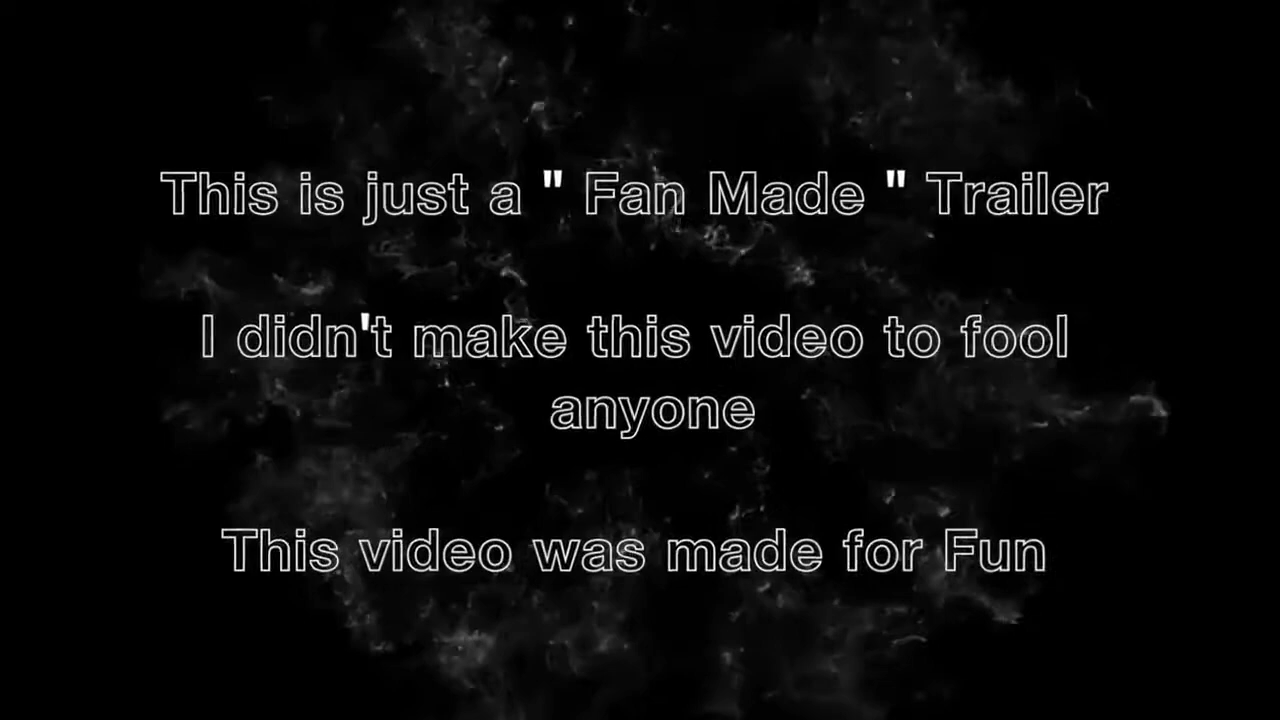 This is just a " Fan Made " Trailer
I didn't make this video to fool
anyone
This video was made for Fun